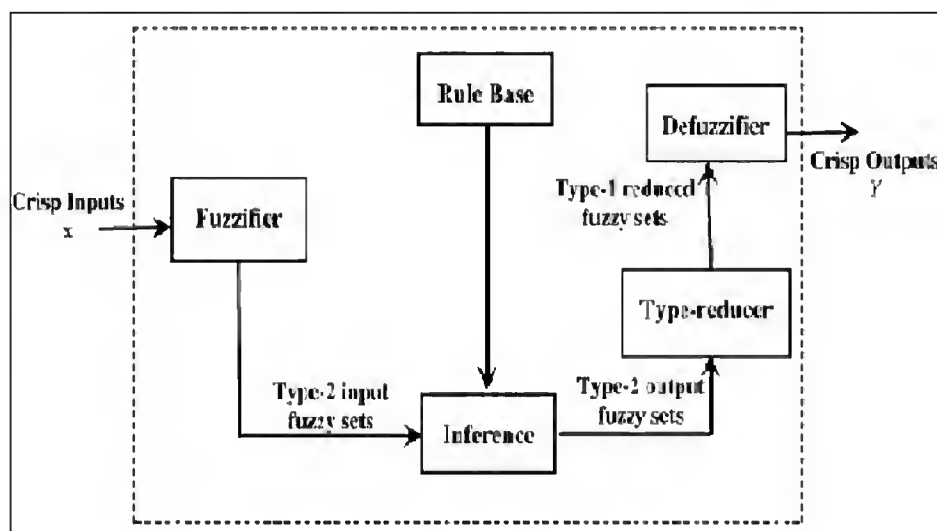 Rule Base
Defuzzifier
Crisp Outputs
Y
Type-1 reduced
fuzzy sets
Crisp Inputs
x
Fuzzifier
Type-reducer
Type-2 input
fuzzy sets
Type-2 output
fuzzy sets
Inference